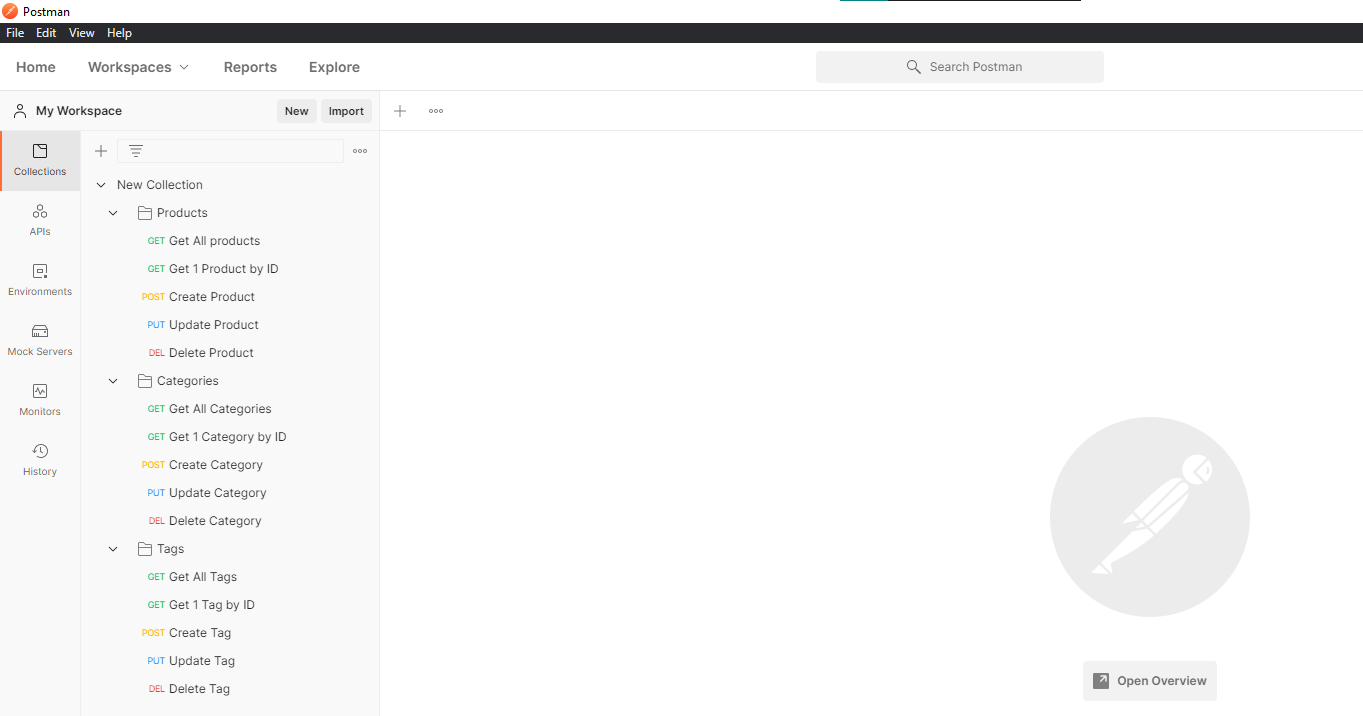 Postman
File Edit View Help
Home Workspaces Reports Explore Search Postman
My Workspace New Import
Collections
APIs
Environments
Mock Servers
Monitors
History
New Collection
Products
GET Get All products
GET Get 1 Product by ID
POST Create Product
PUT Update Product
DEL Delete Product
Categories
GET Get All Categories
GET Get 1 Category by ID
POST Create Category
PUT Update Category
DEL Delete Category
Tags
GET Get All Tags
GET Get 1 Tag by ID
POST Create Tag
PUT Update Tag
DEL Delete Tag
Open Overview